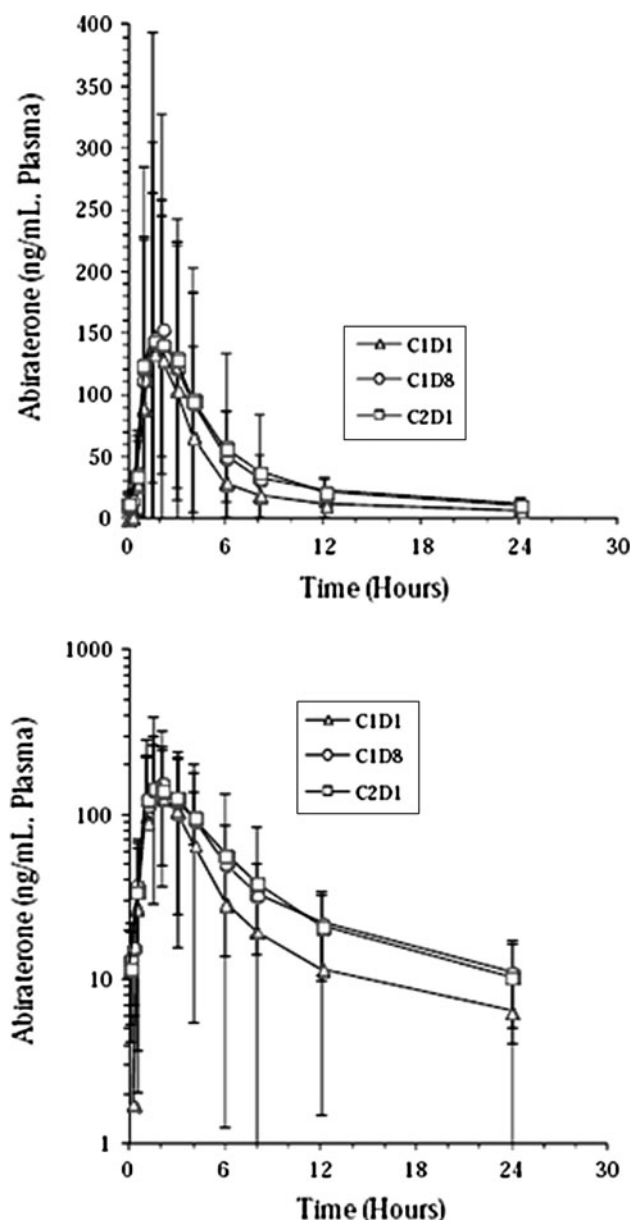 400
350
300
250
200
150
100
50
0
Abiraterone (ng/mL. Plasma)
C1D1
C1D8
C2D1
0 6 12 18 24 30
Time (Hours)
1000
100
10
1
Abiraterone (ng/mL. Plasma)
C1D1
C1D8
C2D1
0 6 12 18 24 30
Time (Hours)